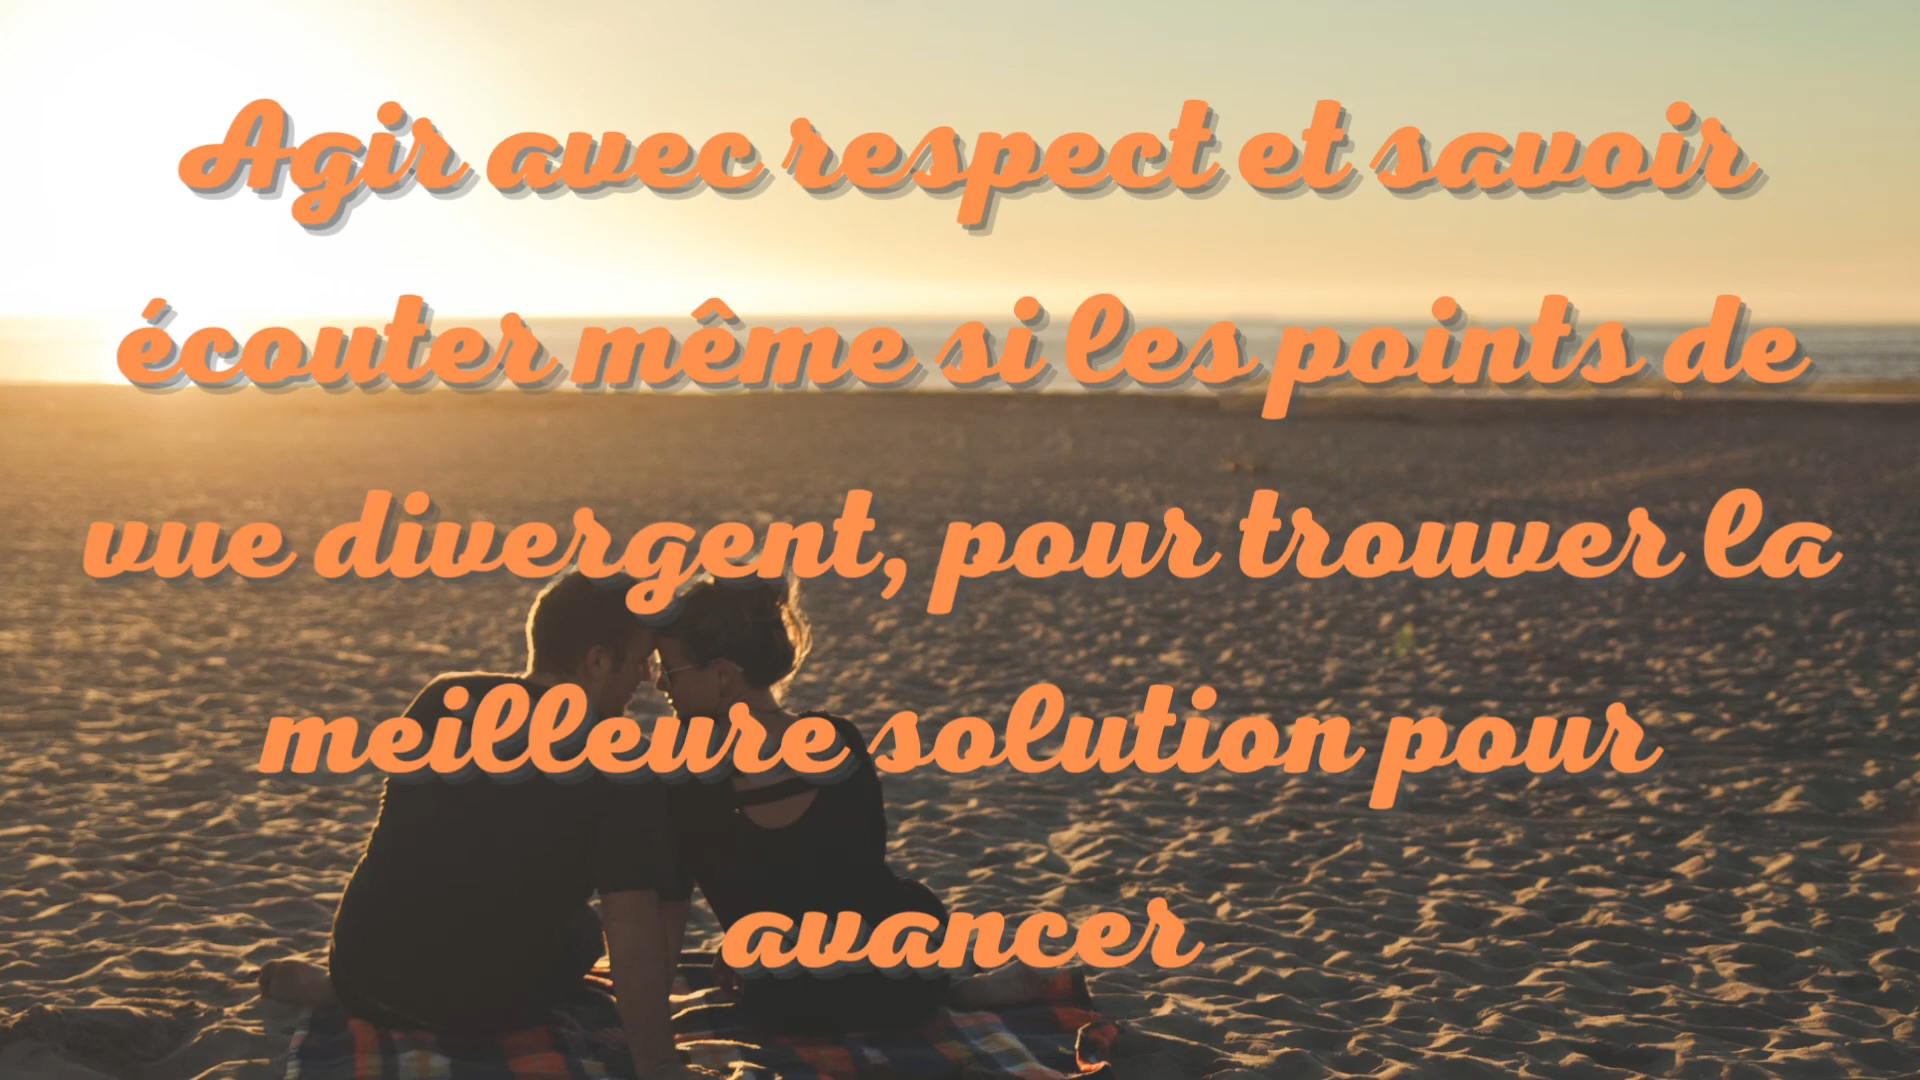 Agir avec respect et savoir
écouter même si les points de
vue divergent, pour trouver la
meilleure solution pour
avancer